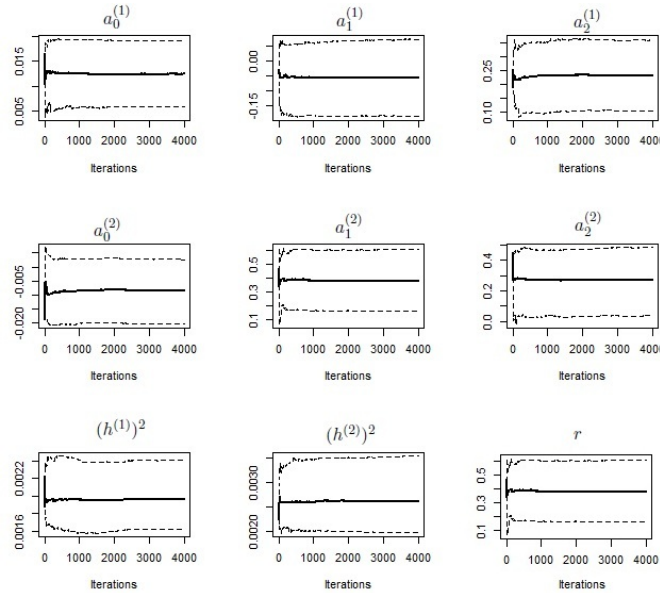 $a_0^{(1)}$ $a_1^{(1)}$ $a_2^{(1)}$
0.005 0.015
0 1000 2000 3000 4000
Iterations
-0.15 0.00
0 1000 2000 3000 4000
Iterations
0.10 0.25
0 1000 2000 3000 4000
Iterations
$a_0^{(2)}$ $a_1^{(2)}$ $a_2^{(2)}$
-0.020 -0.005
0 1000 2000 3000 4000
Iterations
0.1 0.3 0.5
0 1000 2000 3000 4000
Iterations
0.0 0.2 0.4
0 1000 2000 3000 4000
Iterations
$(h^{(1)})^2$ $(h^{(2)})^2$ $r$
0.0016 0.0022
0 1000 2000 3000 4000
Iterations
0.0020 0.0030
0 1000 2000 3000 4000
Iterations
0.1 0.3 0.5
0 1000 2000 3000 4000
Iterations